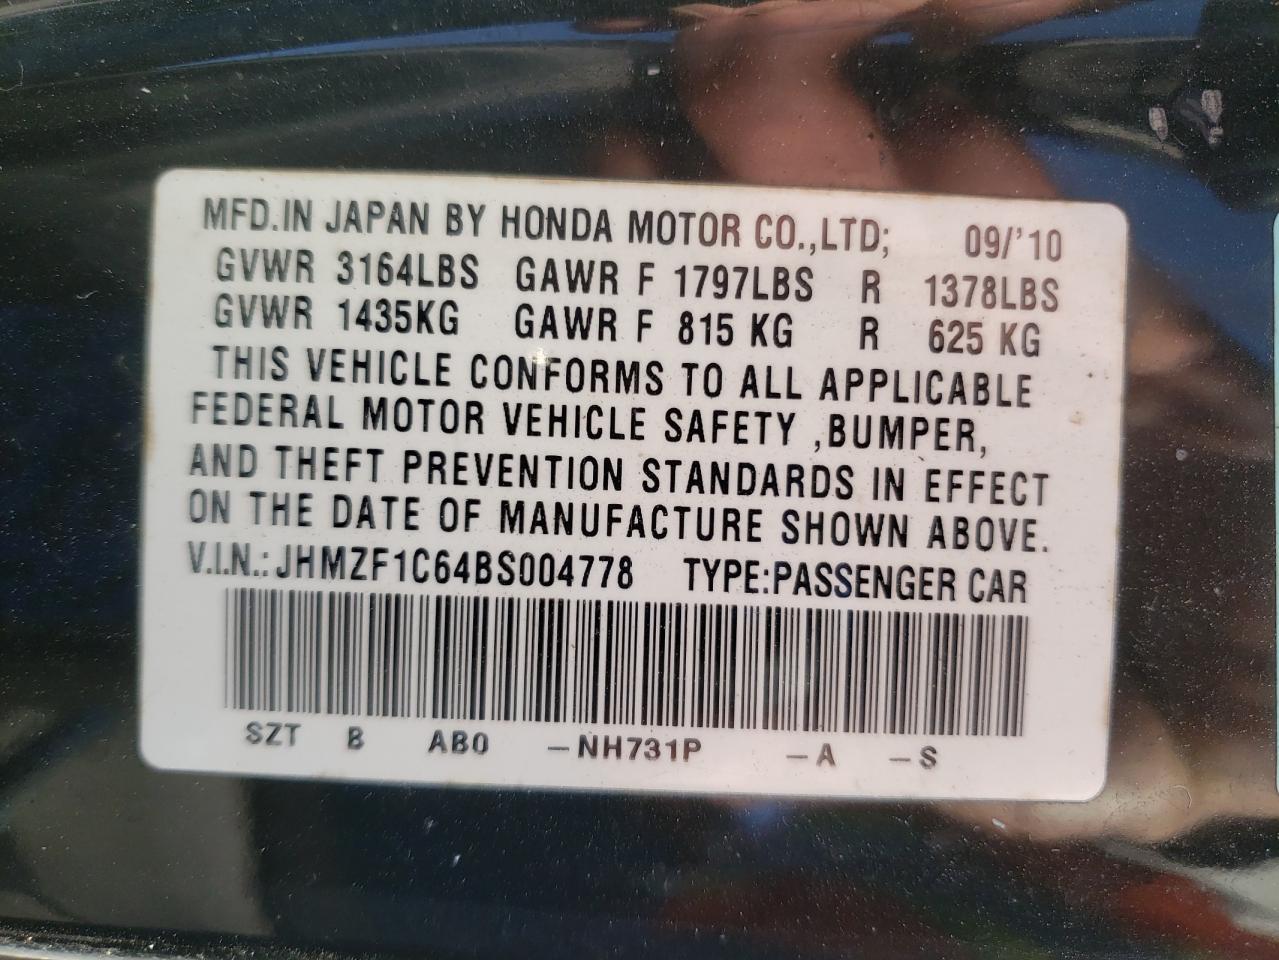 MFD.IN JAPAN BY HONDA MOTOR CO.,LTD; 09/'10
GVWR 3164LBS GAWR F 1797LBS R 1378LBS
GVWR 1435KG GAWR F 815 KG R 625 KG
THIS VEHICLE CONFORMS TO ALL APPLICABLE
FEDERAL MOTOR VEHICLE SAFETY ,BUMPER,
AND THEFT PREVENTION STANDARDS IN EFFECT
ON THE DATE OF MANUFACTURE SHOWN ABOVE.
V.I.N.:JHMZF1C64BS004778 TYPE:PASSENGER CAR
SZT B AB0 –NH731P –A –S